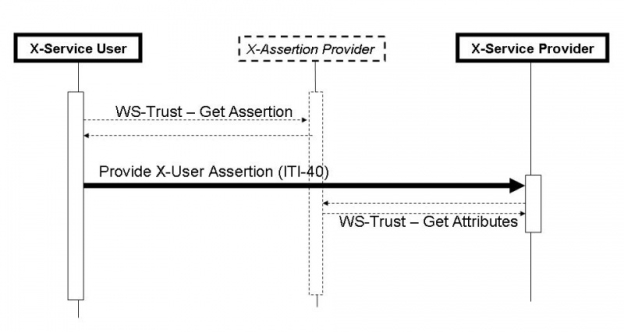 X-Service User
X-Assertion Provider
X-Service Provider
WS-Trust – Get Assertion
Provide X-User Assertion (ITI-40)
WS-Trust – Get Attributes